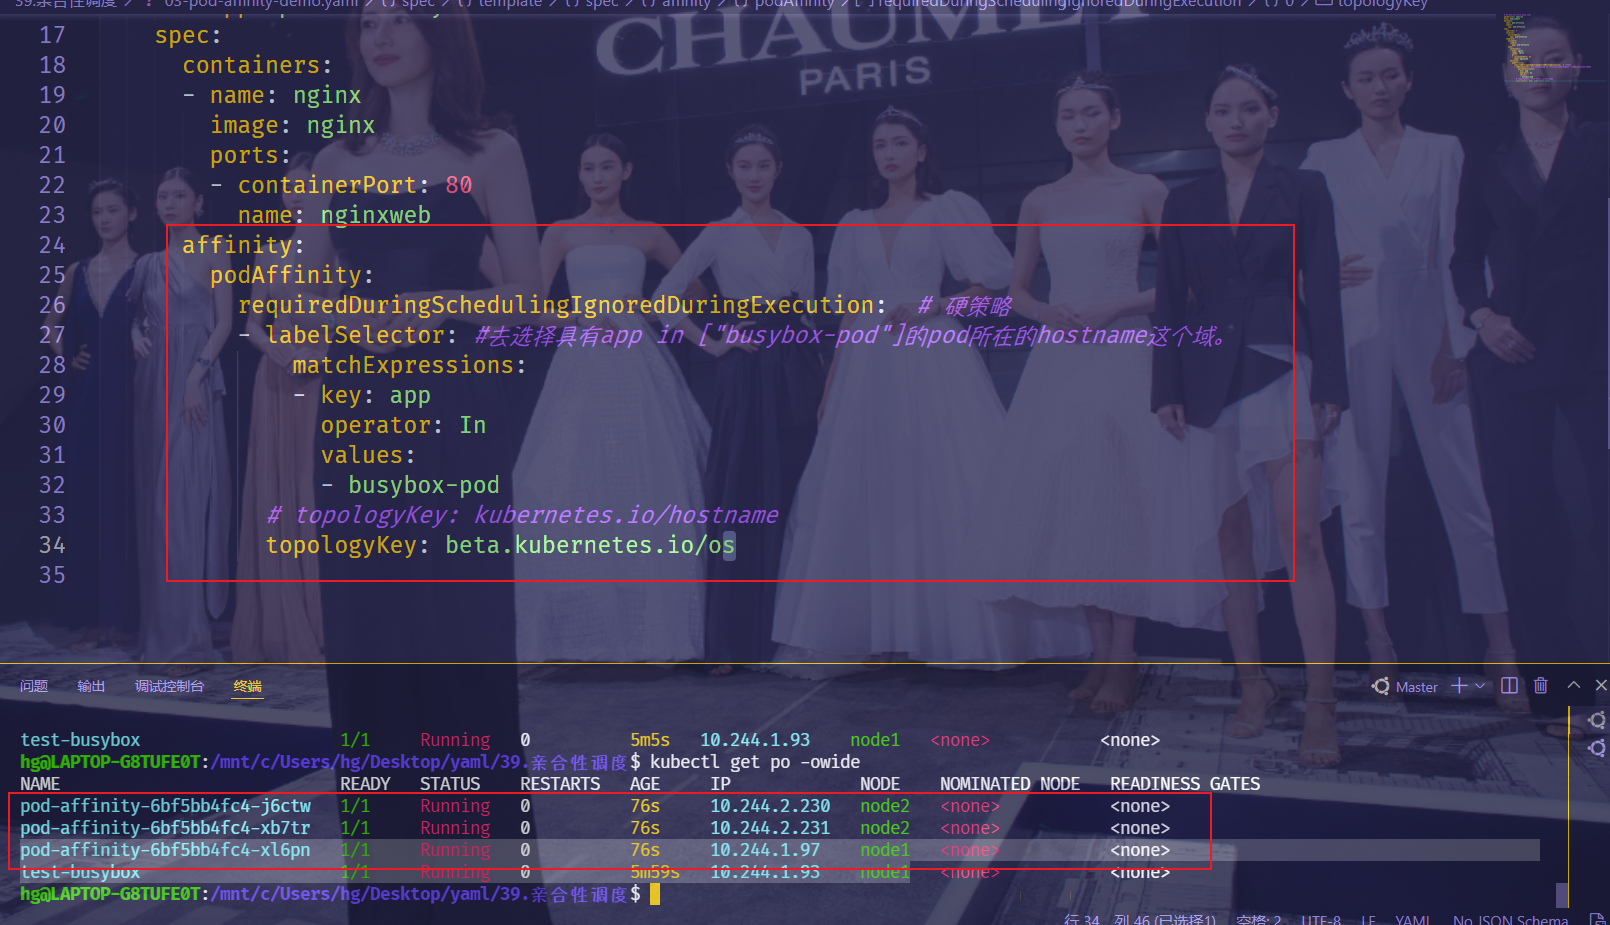 39.亲合性调度 > ! 03-pod-affinity-demo.yaml > {} spec > {} template > {} spec > {} affinity > {} podAffinity > [ ] requiredDuringSchedulingIgnoredDuringExecution > {} 0 > topologyKey
CHAUMET
PARIS
17 spec:
18 containers:
19 - name: nginx
20 image: nginx
21 ports:
22 - containerPort: 80
23 name: nginxweb
24 affinity:
25 podAffinity:
26 requiredDuringSchedulingIgnoredDuringExecution: # 硬策略
27 - labelSelector: #去选择具有app in ["busybox-pod"]的pod所在的hostname这个域。
28 matchExpressions:
29 - key: app
30 operator: In
31 values:
32 - busybox-pod
33 # topologyKey: kubernetes.io/hostname
34 topologyKey: beta.kubernetes.io/os
35
问题 输出 调试控制台 终端 Master
test-busybox 1/1 Running 0 5m5s 10.244.1.93 node1 <none> <none>
hg@LAPTOP-G8TUFE0T:/mnt/c/Users/hg/Desktop/yaml/39.亲合性调度$ kubectl get po -owide
NAME READY STATUS RESTARTS AGE IP NODE NOMINATED NODE READINESS GATES
pod-affinity-6bf5bb4fc4-j6ctw 1/1 Running 0 76s 10.244.2.230 node2 <none> <none>
pod-affinity-6bf5bb4fc4-xb7tr 1/1 Running 0 76s 10.244.2.231 node2 <none> <none>
pod-affinity-6bf5bb4fc4-xl6pn 1/1 Running 0 76s 10.244.1.97 node1 <none> <none>
test-busybox 1/1 Running 0 5m59s 10.244.1.93 node1 <none> <none>
hg@LAPTOP-G8TUFE0T:/mnt/c/Users/hg/Desktop/yaml/39.亲合性调度$
行 34, 列 46 (已选择1) 空格: 2 UTF-8 LF YAML No JSON Schema